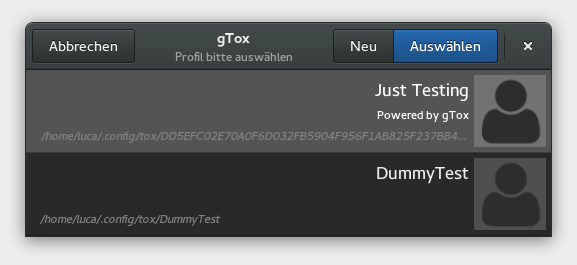 Abbrechen
gTox
Profil bitte auswählen
Neu
Auswählen
Just Testing
Powered by gTox
/home/luca/.config/tox/DD5EFC02E70A0F6D032FB5904F956F1AB825F237BB4...
DummyTest
/home/luca/.config/tox/DummyTest